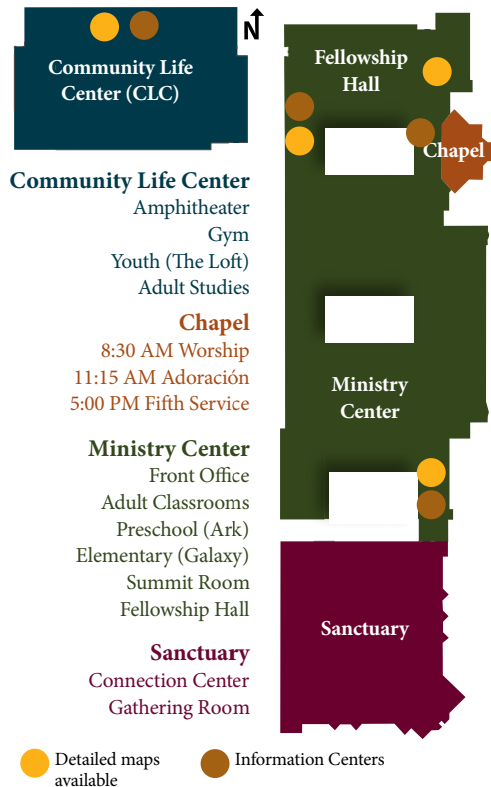 N
Community Life
Center (CLC)
Fellowship
Hall
Chapel
Community Life Center
Amphitheater
Gym
Youth (The Loft)
Adult Studies
Chapel
8:30 AM Worship
11:15 AM Adoración
5:00 PM Fifth Service
Ministry
Center
Ministry Center
Front Office
Adult Classrooms
Preschool (Ark)
Elementary (Galaxy)
Summit Room
Fellowship Hall
Sanctuary
Sanctuary
Connection Center
Gathering Room
Detailed maps
available
Information Centers